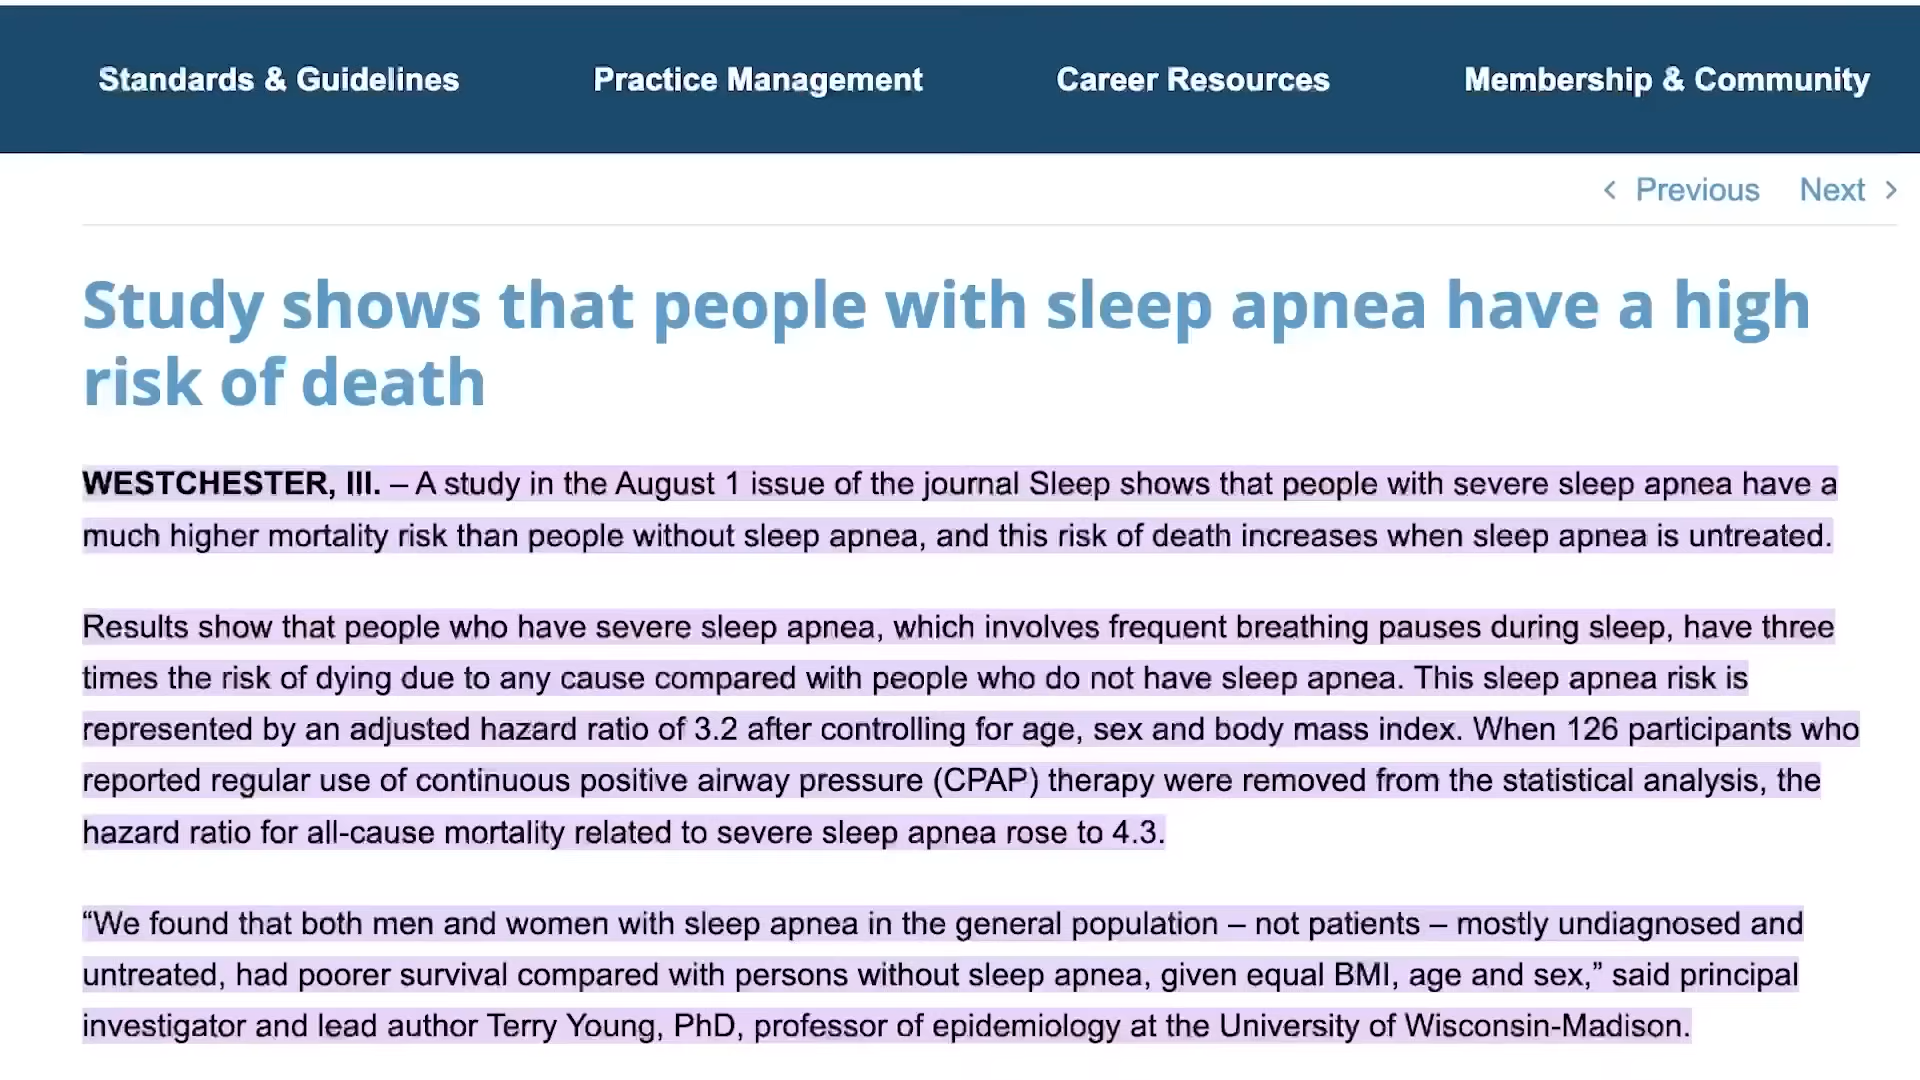 Standards & Guidelines Practice Management Career Resources Membership & Community
< Previous Next >
Study shows that people with sleep apnea have a high
risk of death
WESTCHESTER, Ill. – A study in the August 1 issue of the journal Sleep shows that people with severe sleep apnea have a
much higher mortality risk than people without sleep apnea, and this risk of death increases when sleep apnea is untreated.
Results show that people who have severe sleep apnea, which involves frequent breathing pauses during sleep, have three
times the risk of dying due to any cause compared with people who do not have sleep apnea. This sleep apnea risk is
represented by an adjusted hazard ratio of 3.2 after controlling for age, sex and body mass index. When 126 participants who
reported regular use of continuous positive airway pressure (CPAP) therapy were removed from the statistical analysis, the
hazard ratio for all-cause mortality related to severe sleep apnea rose to 4.3.
“We found that both men and women with sleep apnea in the general population – not patients – mostly undiagnosed and
untreated, had poorer survival compared with persons without sleep apnea, given equal BMI, age and sex,” said principal
investigator and lead author Terry Young, PhD, professor of epidemiology at the University of Wisconsin-Madison.